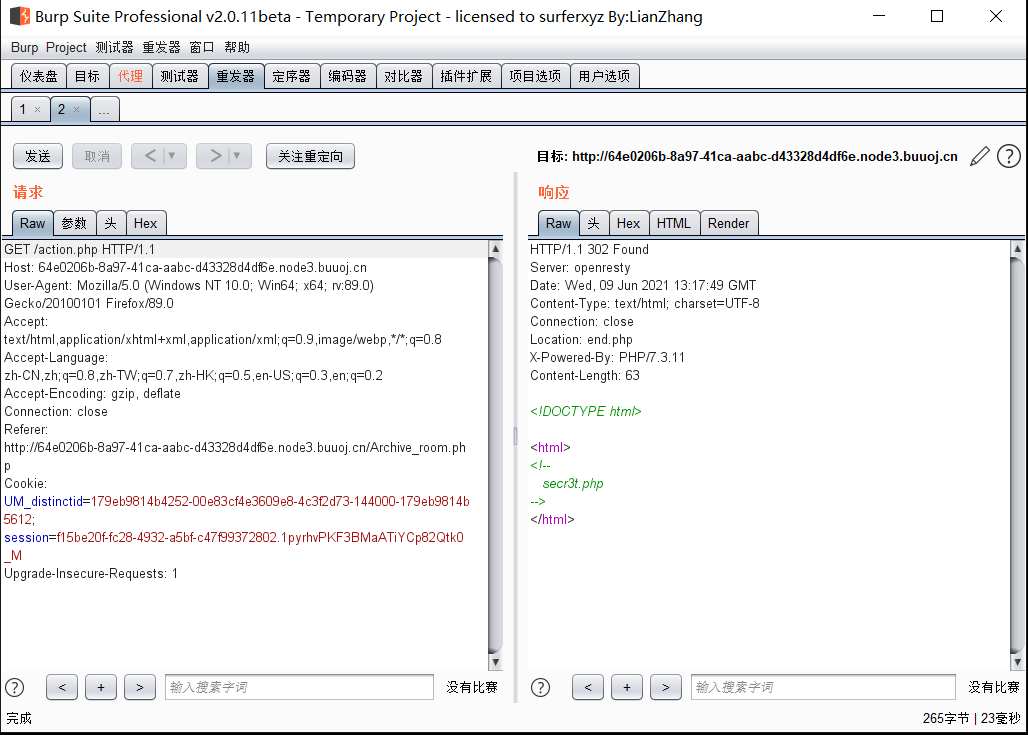 Burp Suite Professional v2.0.11beta - Temporary Project - licensed to surferxyz By:LianZhang
Burp Project 测试器 重发器 窗口 帮助
仪表盘 目标 代理 测试器 重发器 定序器 编码器 对比器 插件扩展 项目选项 用户选项
1 × 2 × ...
发送 取消 < ▼ > ▼ 关注重定向 目标: http://64e0206b-8a97-41ca-aabc-d43328d4df6e.node3.buuoj.cn ?
请求
Raw 参数 头 Hex
GET /action.php HTTP/1.1
Host: 64e0206b-8a97-41ca-aabc-d43328d4df6e.node3.buuoj.cn
User-Agent: Mozilla/5.0 (Windows NT 10.0; Win64; x64; rv:89.0)
Gecko/20100101 Firefox/89.0
Accept:
text/html,application/xhtml+xml,application/xml;q=0.9,image/webp,*/*;q=0.8
Accept-Language:
zh-CN,zh;q=0.8,zh-TW;q=0.7,zh-HK;q=0.5,en-US;q=0.3,en;q=0.2
Accept-Encoding: gzip, deflate
Connection: close
Referer:
http://64e0206b-8a97-41ca-aabc-d43328d4df6e.node3.buuoj.cn/Archive_room.ph
p
Cookie:
UM_distinctid=179eb9814b4252-00e83cf4e3609e8-4c3f2d73-144000-179eb9814b
5612;
session=f15be20f-fc28-4932-a5bf-c47f99372802.1pyrhvPKF3BMaATiYCp82Qtk0
_M
Upgrade-Insecure-Requests: 1
? < + > 输入搜索字词 没有比赛
响应
Raw 头 Hex HTML Render
HTTP/1.1 302 Found
Server: openresty
Date: Wed, 09 Jun 2021 13:17:49 GMT
Content-Type: text/html; charset=UTF-8
Connection: close
Location: end.php
X-Powered-By: PHP/7.3.11
Content-Length: 63
<!DOCTYPE html>
<html>
<!--
secr3t.php
-->
</html>
? < + > 输入搜索字词 没有比赛
完成 265字节 | 23毫秒